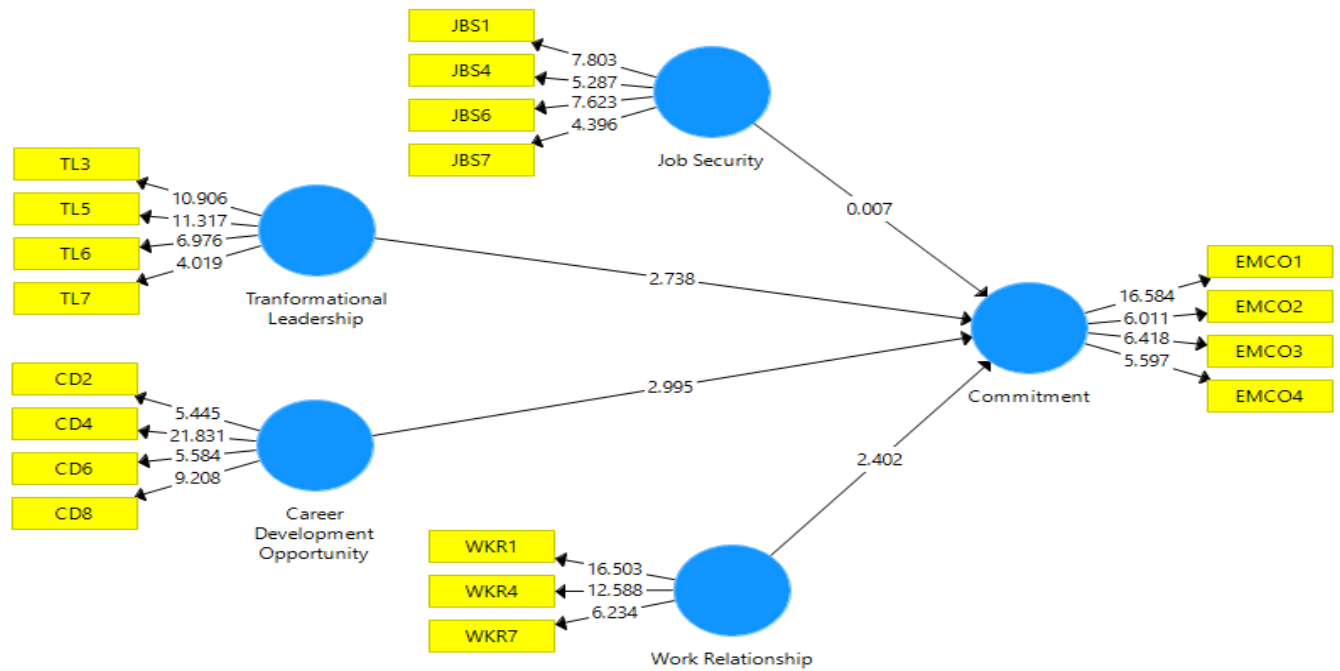 JBS1
JBS4
JBS6
JBS7
7.803
5.287
7.623
4.396
Job Security
TL3
TL5
TL6
TL7
10.906
11.317
6.976
4.019
Tranformational
Leadership
0.007
2.738
EMCO1
EMCO2
EMCO3
EMCO4
16.584
6.011
6.418
5.597
Commitment
CD2
CD4
CD6
CD8
5.445
21.831
5.584
9.208
Career
Development
Opportunity
2.995
2.402
WKR1
WKR4
WKR7
16.503
12.588
6.234
Work Relationship